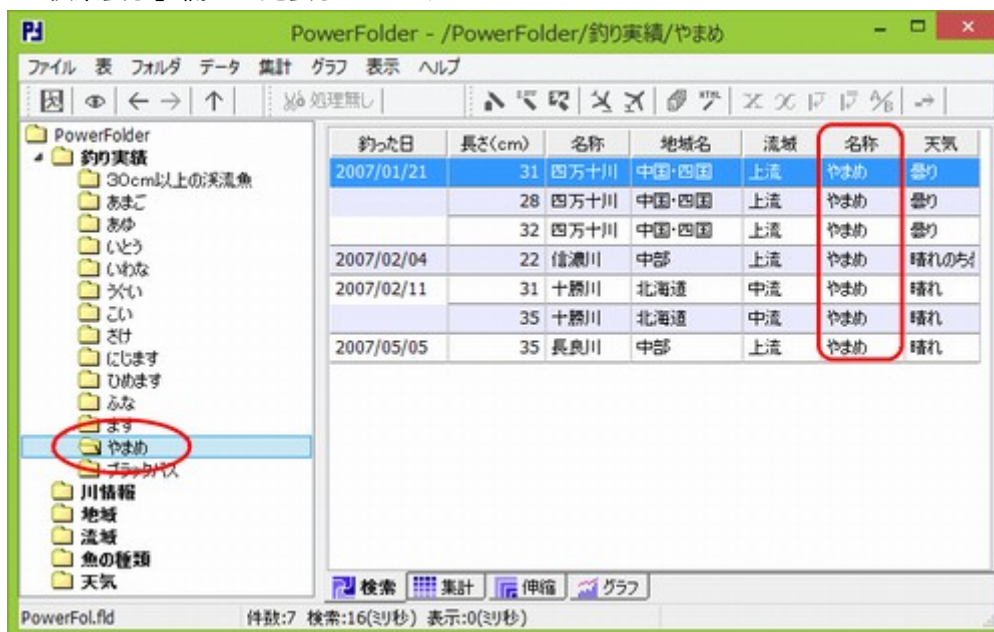 PowerFolder - /PowerFolder/釣り実績/やまめ
ファイル 表 フォルダ データ 集計 グラフ 表示 ヘルプ
処理無し
PowerFolder
釣り実績
30cm以上の渓流魚
あまご
あゆ
いとう
いわな
うぐい
こい
さけ
にじます
ひめます
ふな
ます
やまめ
ブラックバス
川情報
地域
流域
魚の種類
天気
釣った日 長さ(cm) 名称 地域名 流域 名称 天気
2007/01/21 31 四万十川 中国・四国 上流 やまめ 曇り
28 四万十川 中国・四国 上流 やまめ 曇り
32 四万十川 中国・四国 上流 やまめ 曇り
2007/02/04 22 信濃川 中部 上流 やまめ 晴れのち
2007/02/11 31 十勝川 北海道 中流 やまめ 晴れ
35 十勝川 北海道 中流 やまめ 晴れ
2007/05/05 35 長良川 中部 上流 やまめ 晴れ
検索 集計 伸縮 グラフ
PowerFol.fld 件数:7 検索:16(ミリ秒) 表示:0(ミリ秒)